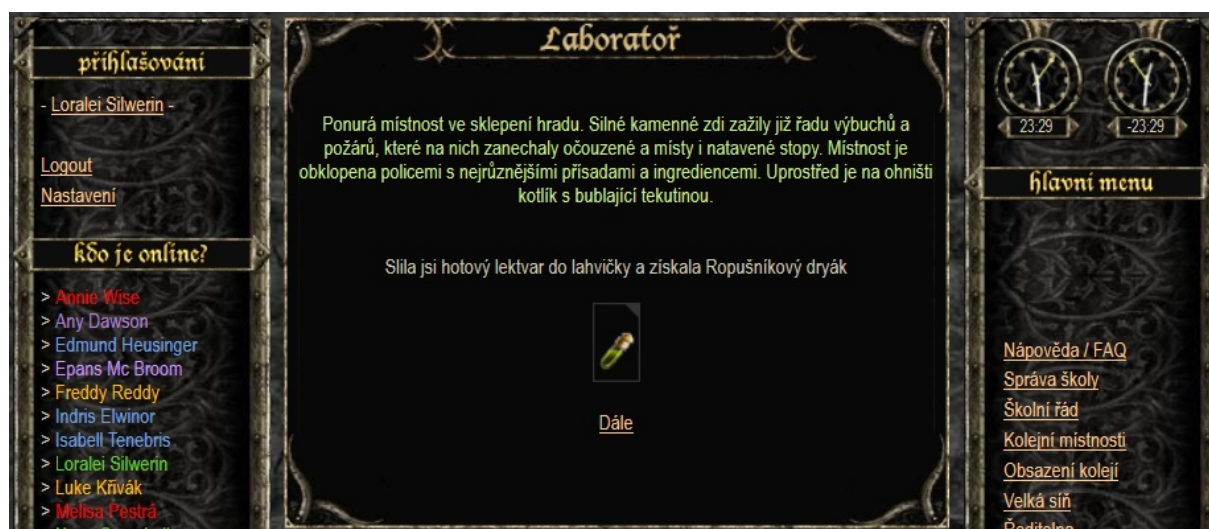 přihlašování
- Loralei Silwerin -
Logout
Nastavení
kdo je online?
> Annie Wise
> Any Dawson
> Edmund Heusinger
> Epans Mc Broom
> Freddy Reddy
> Indris Elwinor
> Isabell Tenebris
> Loralei Silwerin
> Luke Křivák
> Melisa Pestrá
Laboratoř
Ponurá místnost ve sklepení hradu. Silné kamenné zdi zažily již řadu výbuchů a
požárů, které na nich zanechaly očouzené a místy i natavené stopy. Místnost je
obklopena policemi s nejrůznějšími přísadami a ingrediencemi. Uprostřed je na ohništi
kotlík s bublající tekutinou.
Slila jsi hotový lektvar do lahvičky a získala Ropušníkový dryák
Dále
23:29
-23:29
hlavní menu
Nápověda / FAQ
Správa školy
Školní řád
Kolejní místnosti
Obsazení kolejí
Velká síň
Ředitelna